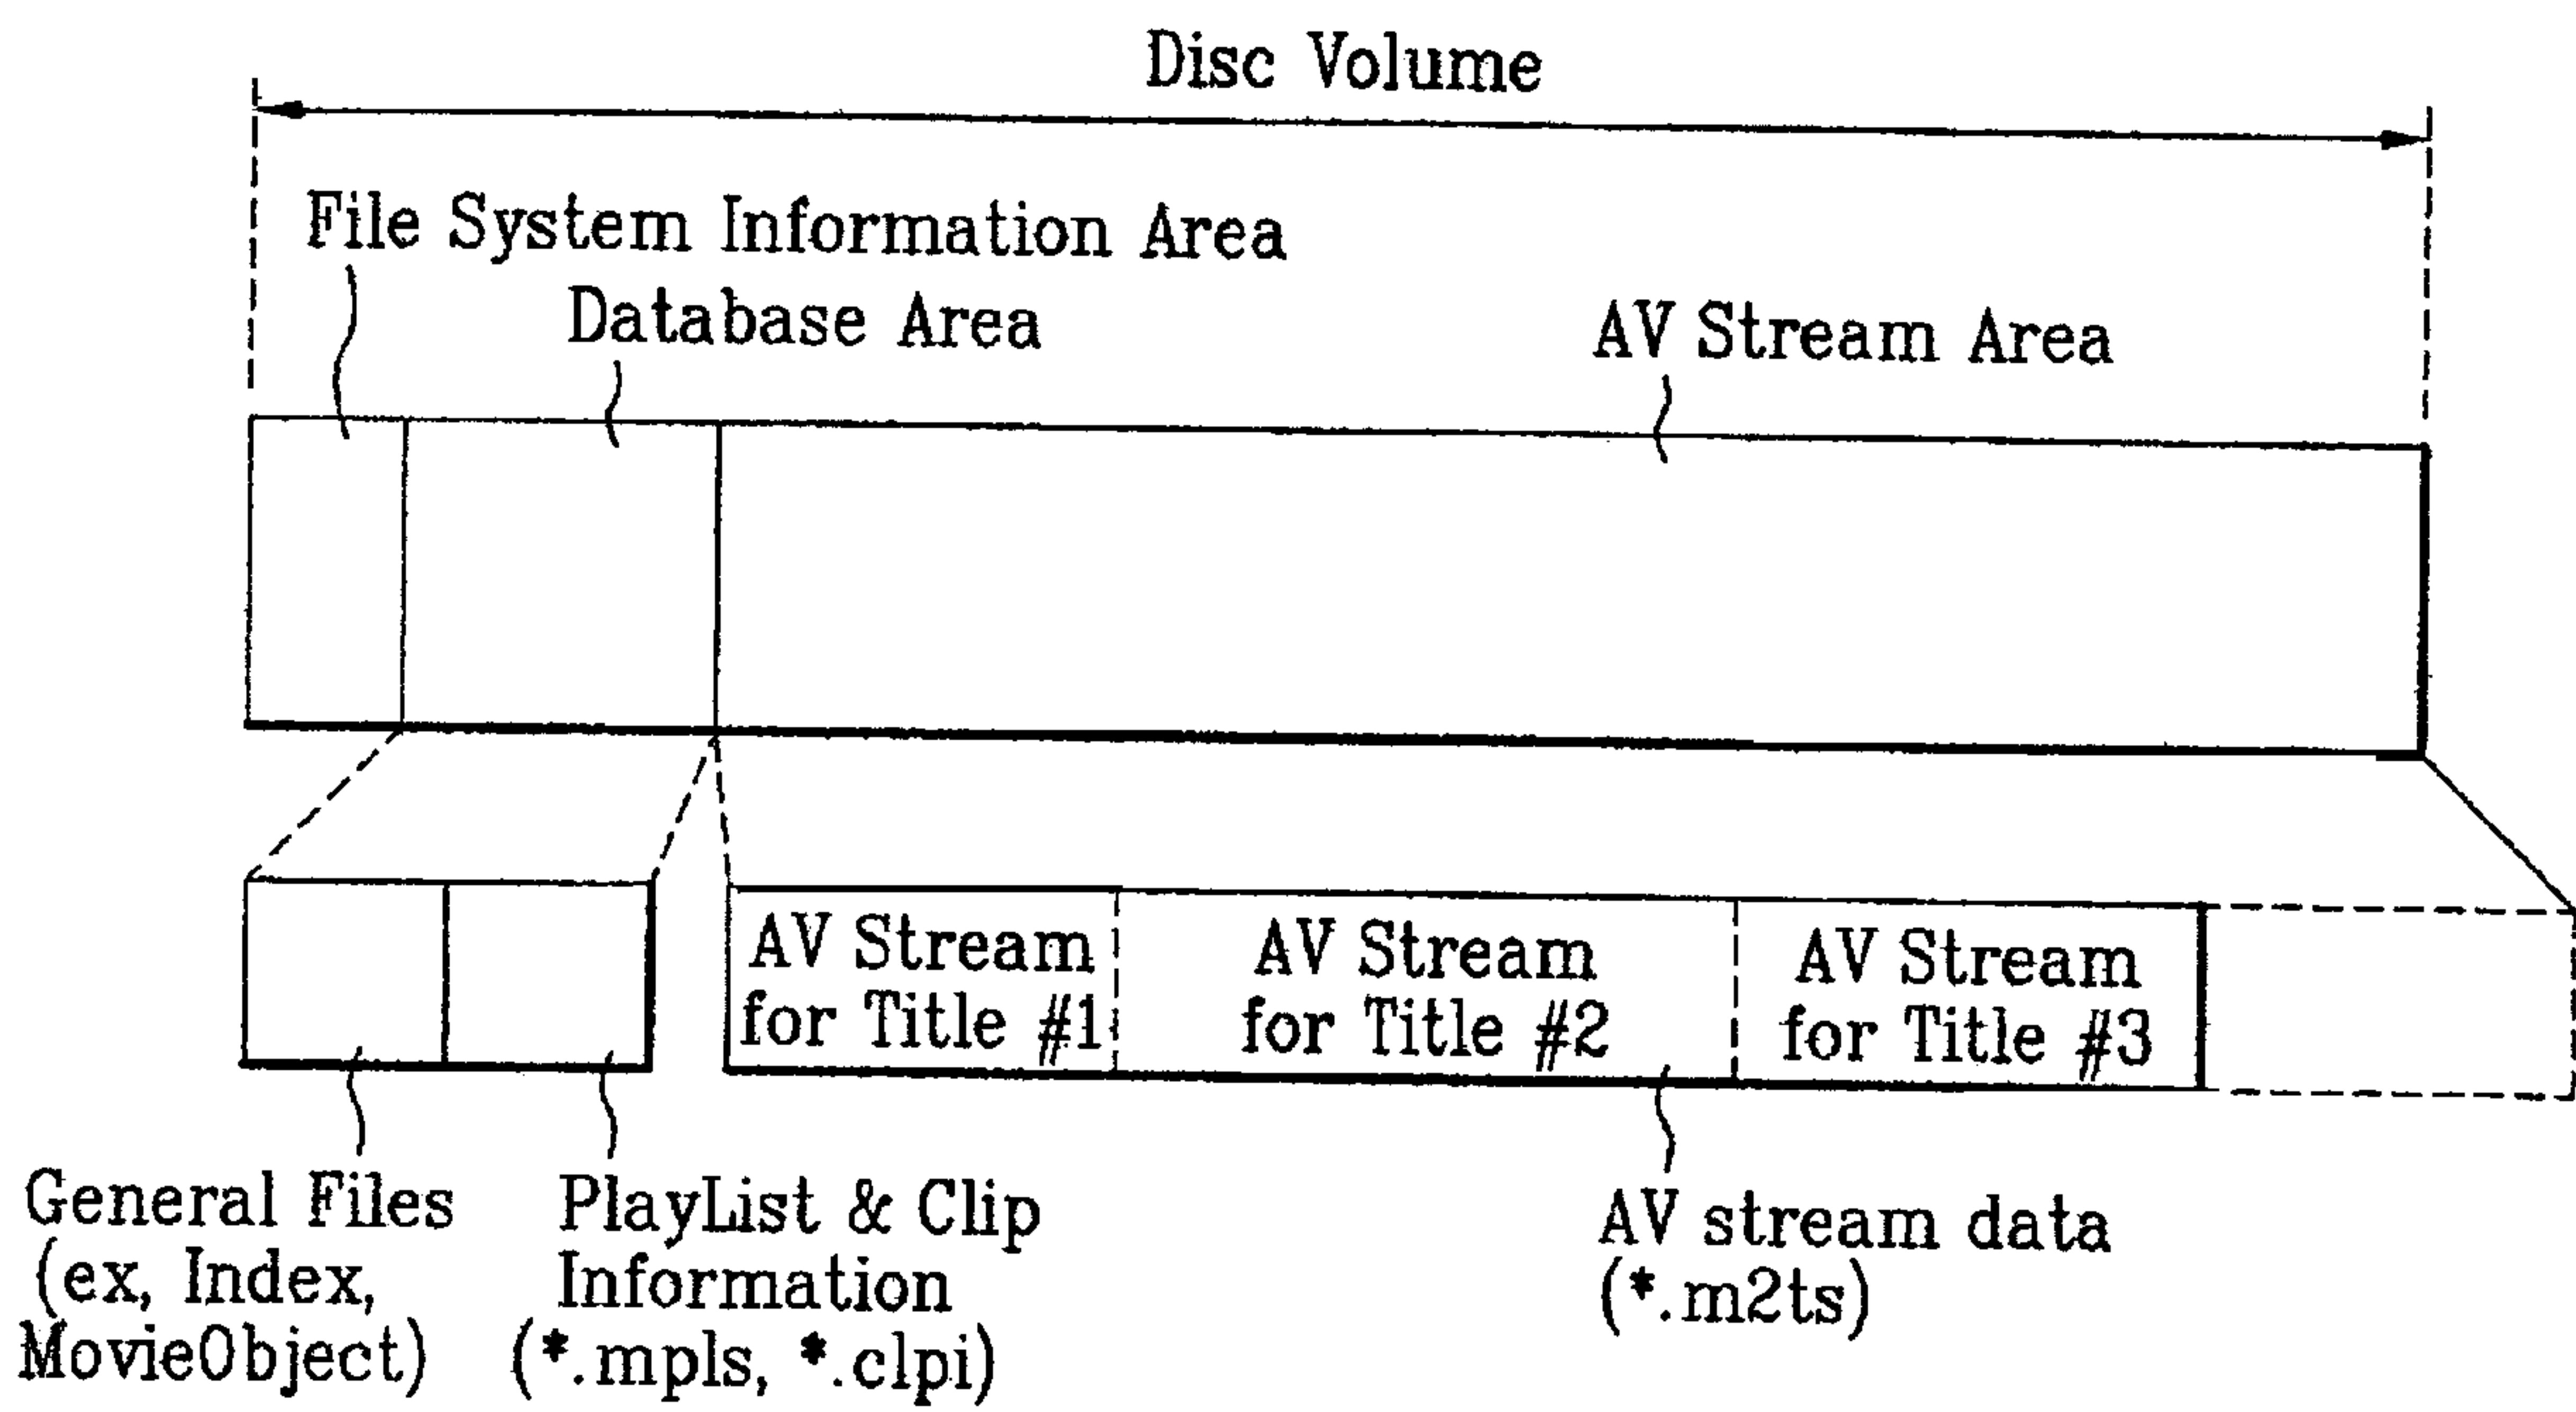 Disc Volume
File System Information Area
Database Area
AV Stream Area
AV Stream
for Title #1
AV Stream
for Title #2
AV Stream
for Title #3
General Files
(ex, Index,
MovieObject)
PlayList & Clip
Information
(*.mpls, *.clpi)
AV stream data
(*.m2ts)